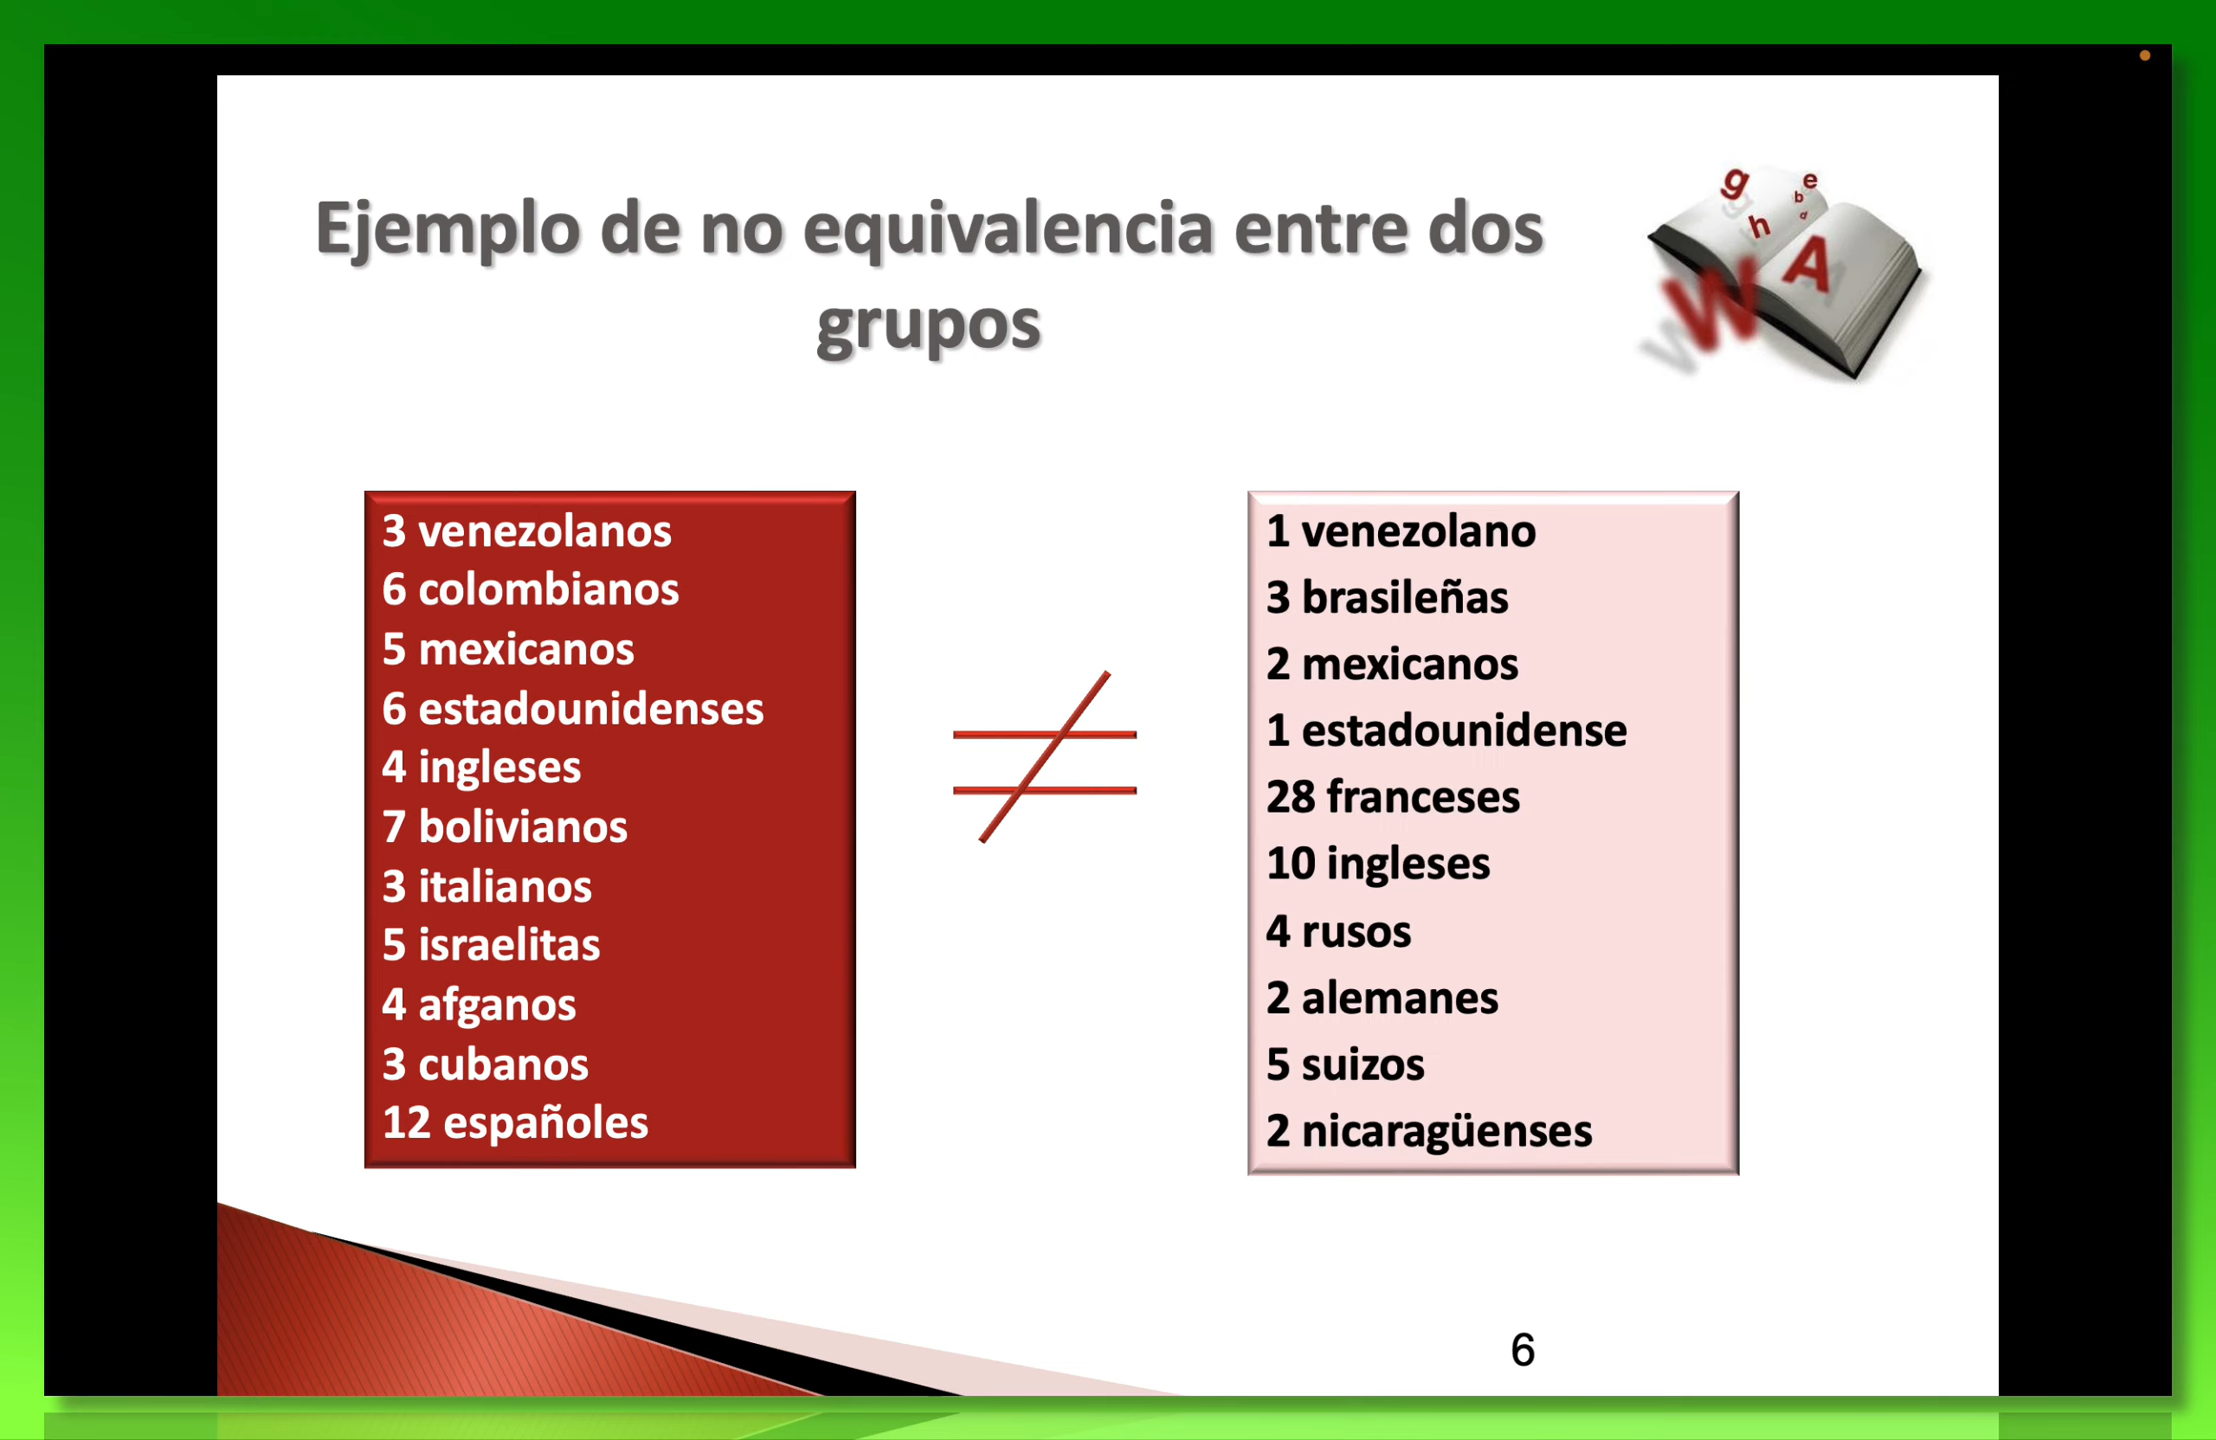 Ejemplo de no equivalencia entre dos
grupos
g
e
b
d
h
A
W
3 venezolanos
6 colombianos
5 mexicanos
6 estadounidenses
4 ingleses
7 bolivianos
3 italianos
5 israelitas
4 afganos
3 cubanos
12 españoles
1 venezolano
3 brasileñas
2 mexicanos
1 estadounidense
28 franceses
10 ingleses
4 rusos
2 alemanes
5 suizos
2 nicaragüenses
6